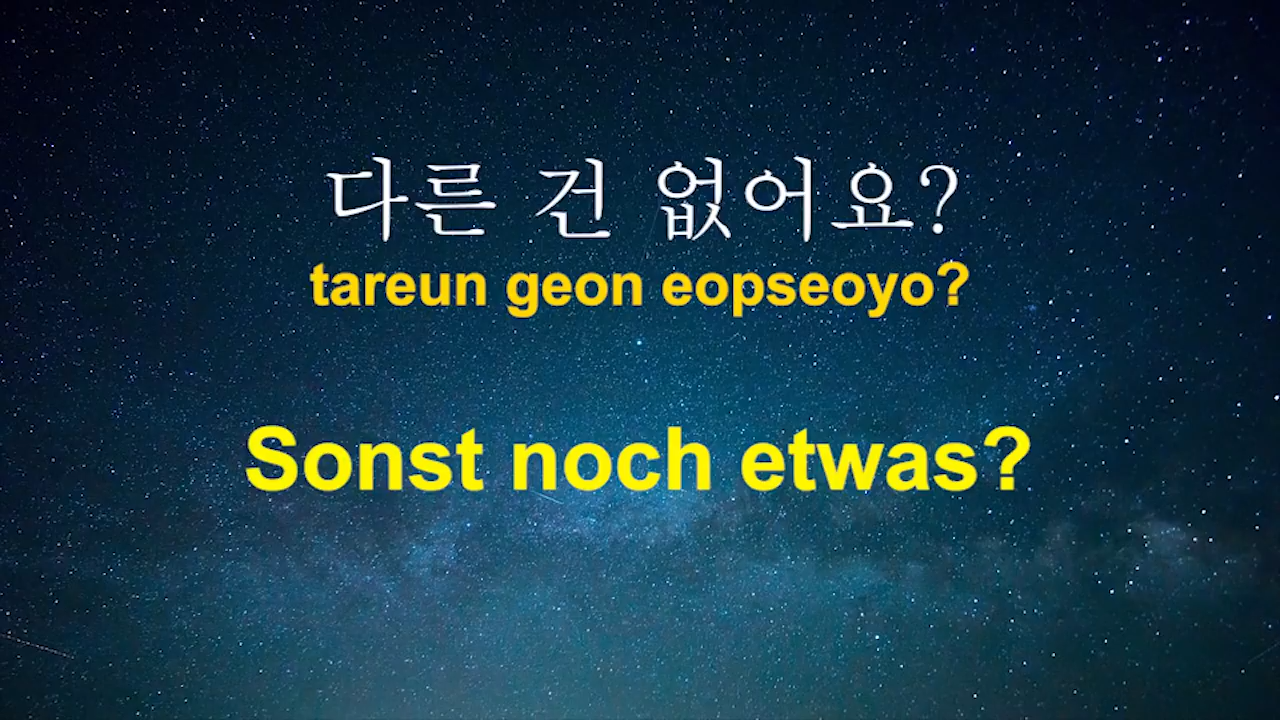 다른 건 없어요?
tareun geon eopseoyo?
Sonst noch etwas?